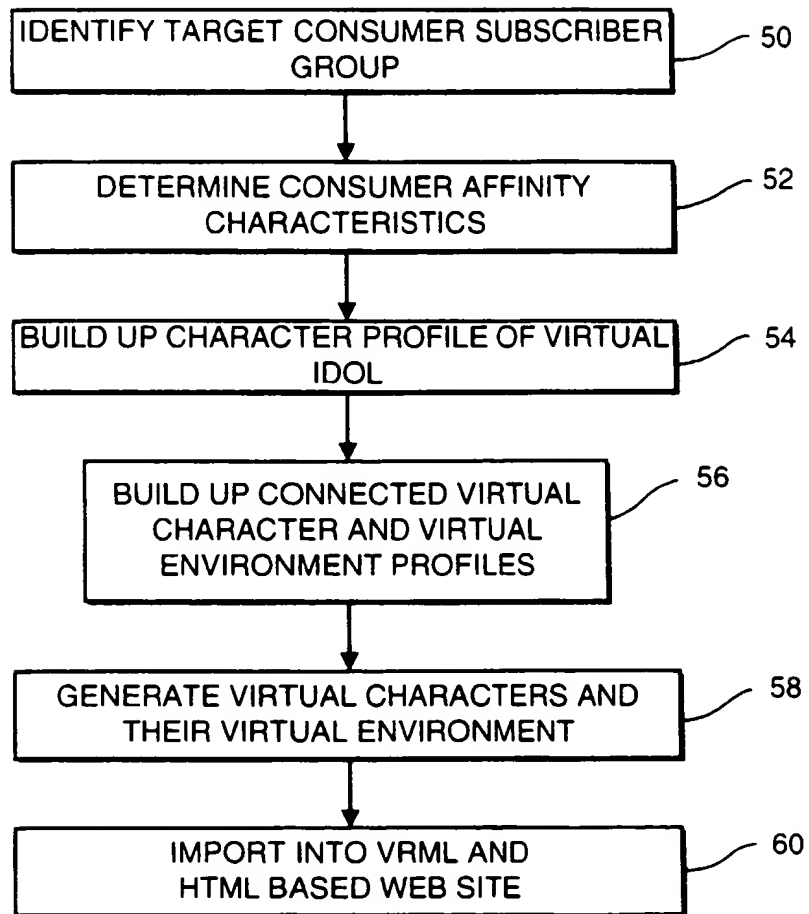 IDENTIFY TARGET CONSUMER SUBSCRIBER
GROUP
50
DETERMINE CONSUMER AFFINITY
CHARACTERISTICS
52
BUILD UP CHARACTER PROFILE OF VIRTUAL
IDOL
54
BUILD UP CONNECTED VIRTUAL
CHARACTER AND VIRTUAL
ENVIRONMENT PROFILES
56
GENERATE VIRTUAL CHARACTERS AND
THEIR VIRTUAL ENVIRONMENT
58
IMPORT INTO VRML AND
HTML BASED WEB SITE
60